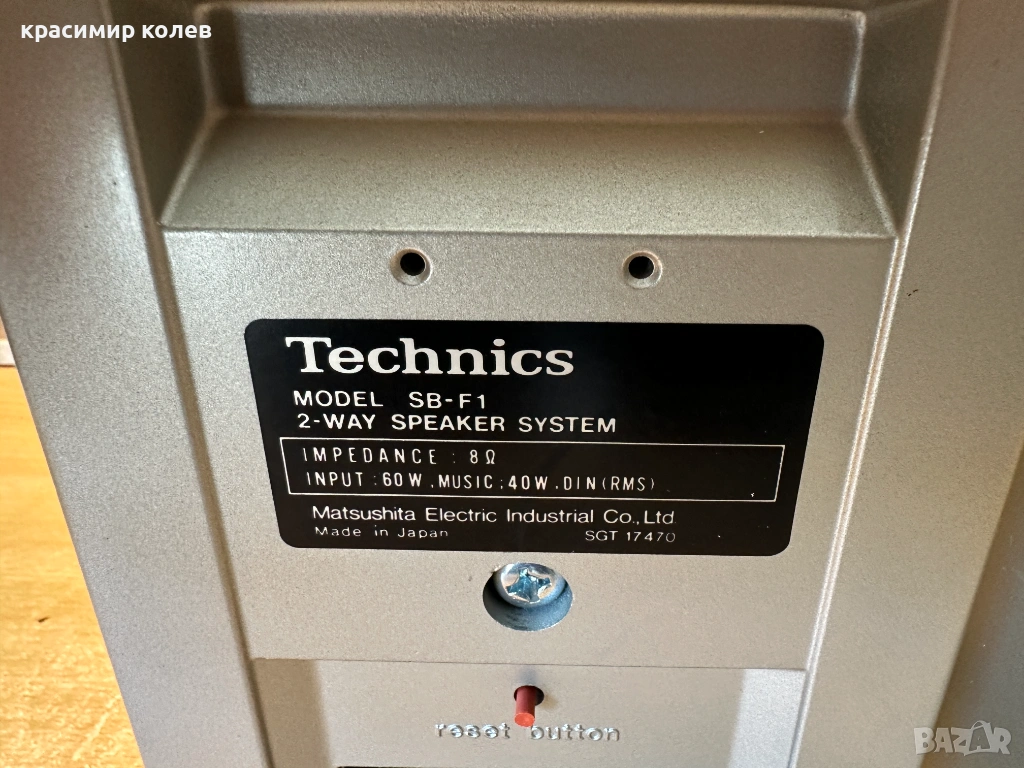 красимир колев
Technics
MODEL SB-F1
2-WAY SPEAKER SYSTEM
IMPEDANCE : 8Ω
INPUT : 60W, MUSIC; 40W, DIN(RMS)
Matsushita Electric Industrial Co., Ltd.
Made in Japan SGT 17470
reset button
BAZAR